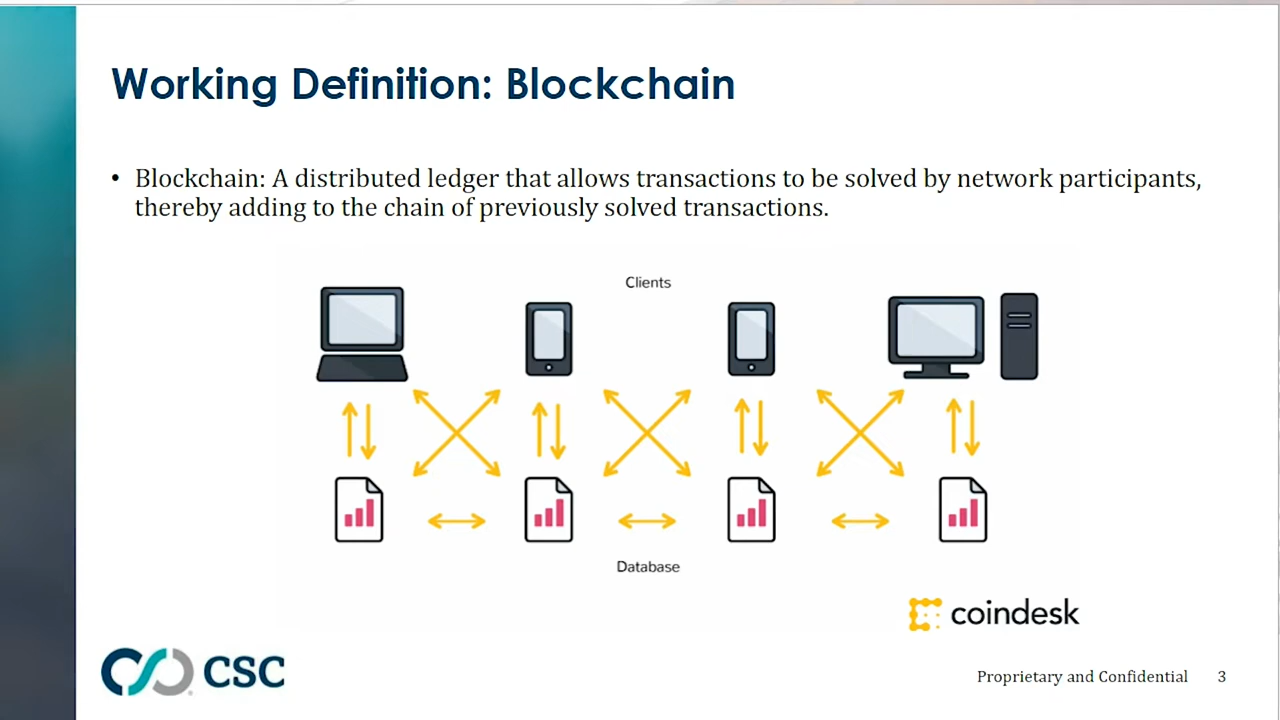 Working Definition: Blockchain
• Blockchain: A distributed ledger that allows transactions to be solved by network participants,
thereby adding to the chain of previously solved transactions.
Clients
Database
coindesk
CSC
Proprietary and Confidential 3